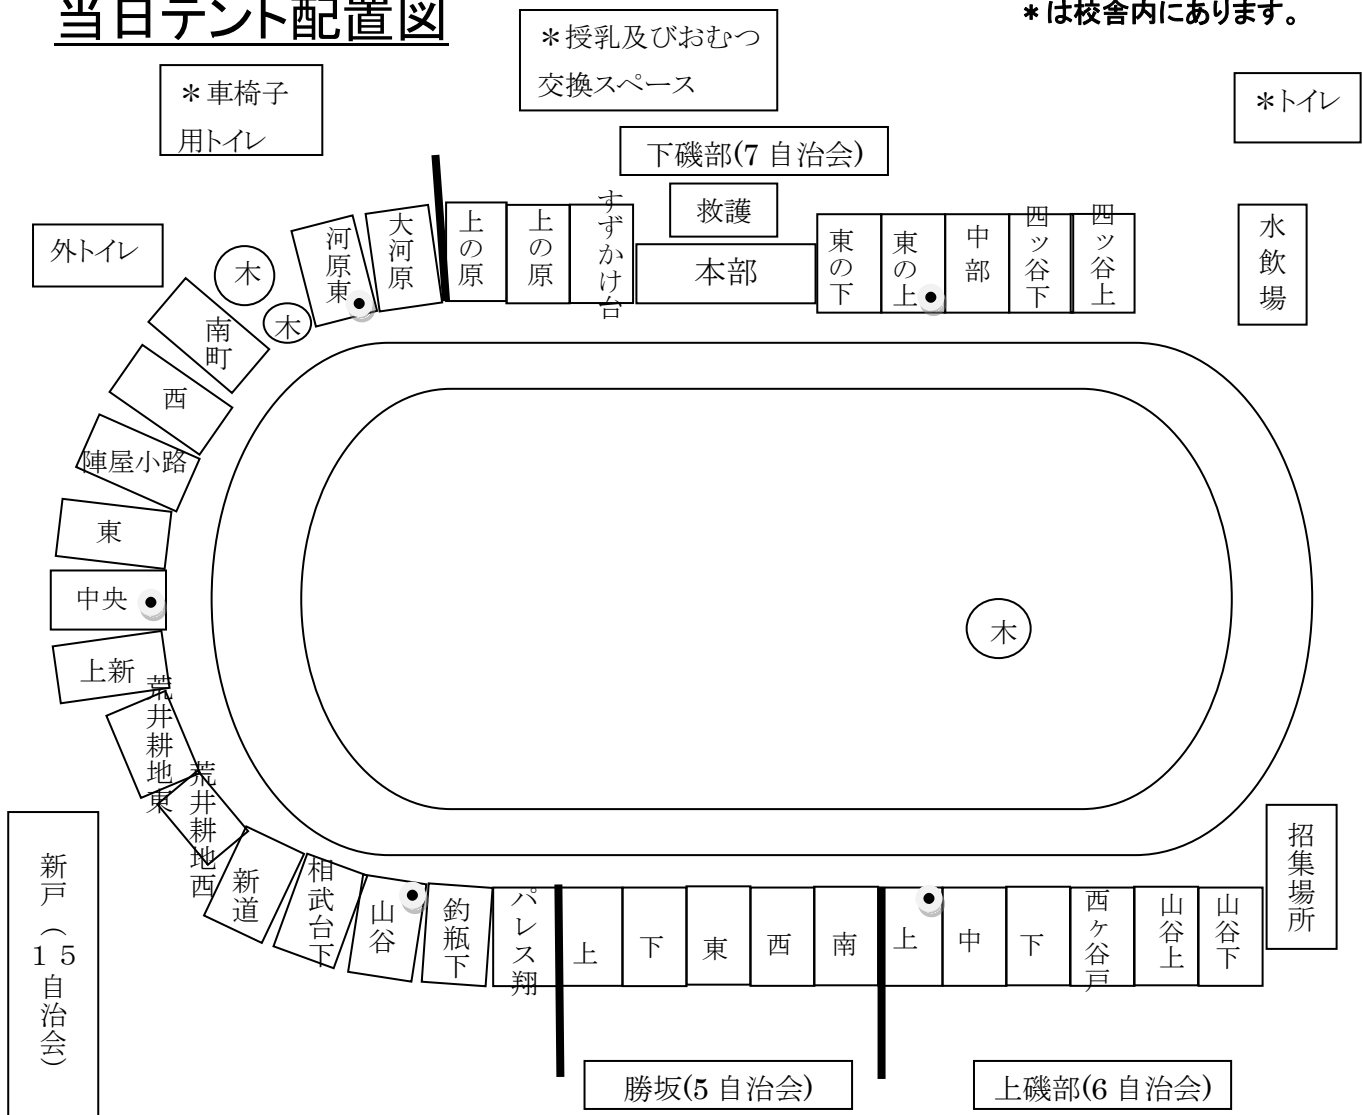 当日テント配置図
＊は校舎内にあります。
＊授乳及びおむつ
交換スペース
＊車椅子
用トイレ
＊トイレ
下磯部(7 自治会)
救護
本部
外トイレ
木
木
河原東
大河原
上の原
上の原
すずかけ台
東の下
東の上
中部
四ツ谷下
四ツ谷上
水飲場
南町
西
陣屋小路
東
中央
上新
荒井耕地東
荒井耕地西
新道
相武台下
山谷
釣瓶下
パレス翔
木
上
下
東
西
南
上
中
下
西ヶ谷戸
山谷上
山谷下
招集場所
新戸（１５自治会）
勝坂(5 自治会)
上磯部(6 自治会)